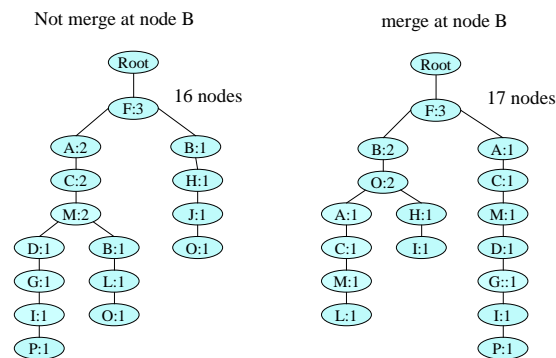 Not merge at node B
merge at node B
Root
16 nodes
F:3
A:2
B:1
C:2
H:1
M:2
J:1
D:1
B:1
O:1
G:1
L:1
I:1
O:1
P:1
Root
17 nodes
F:3
B:2
A:1
O:2
C:1
A:1
H:1
M:1
C:1
I:1
D:1
M:1
G::1
L:1
I:1
P:1